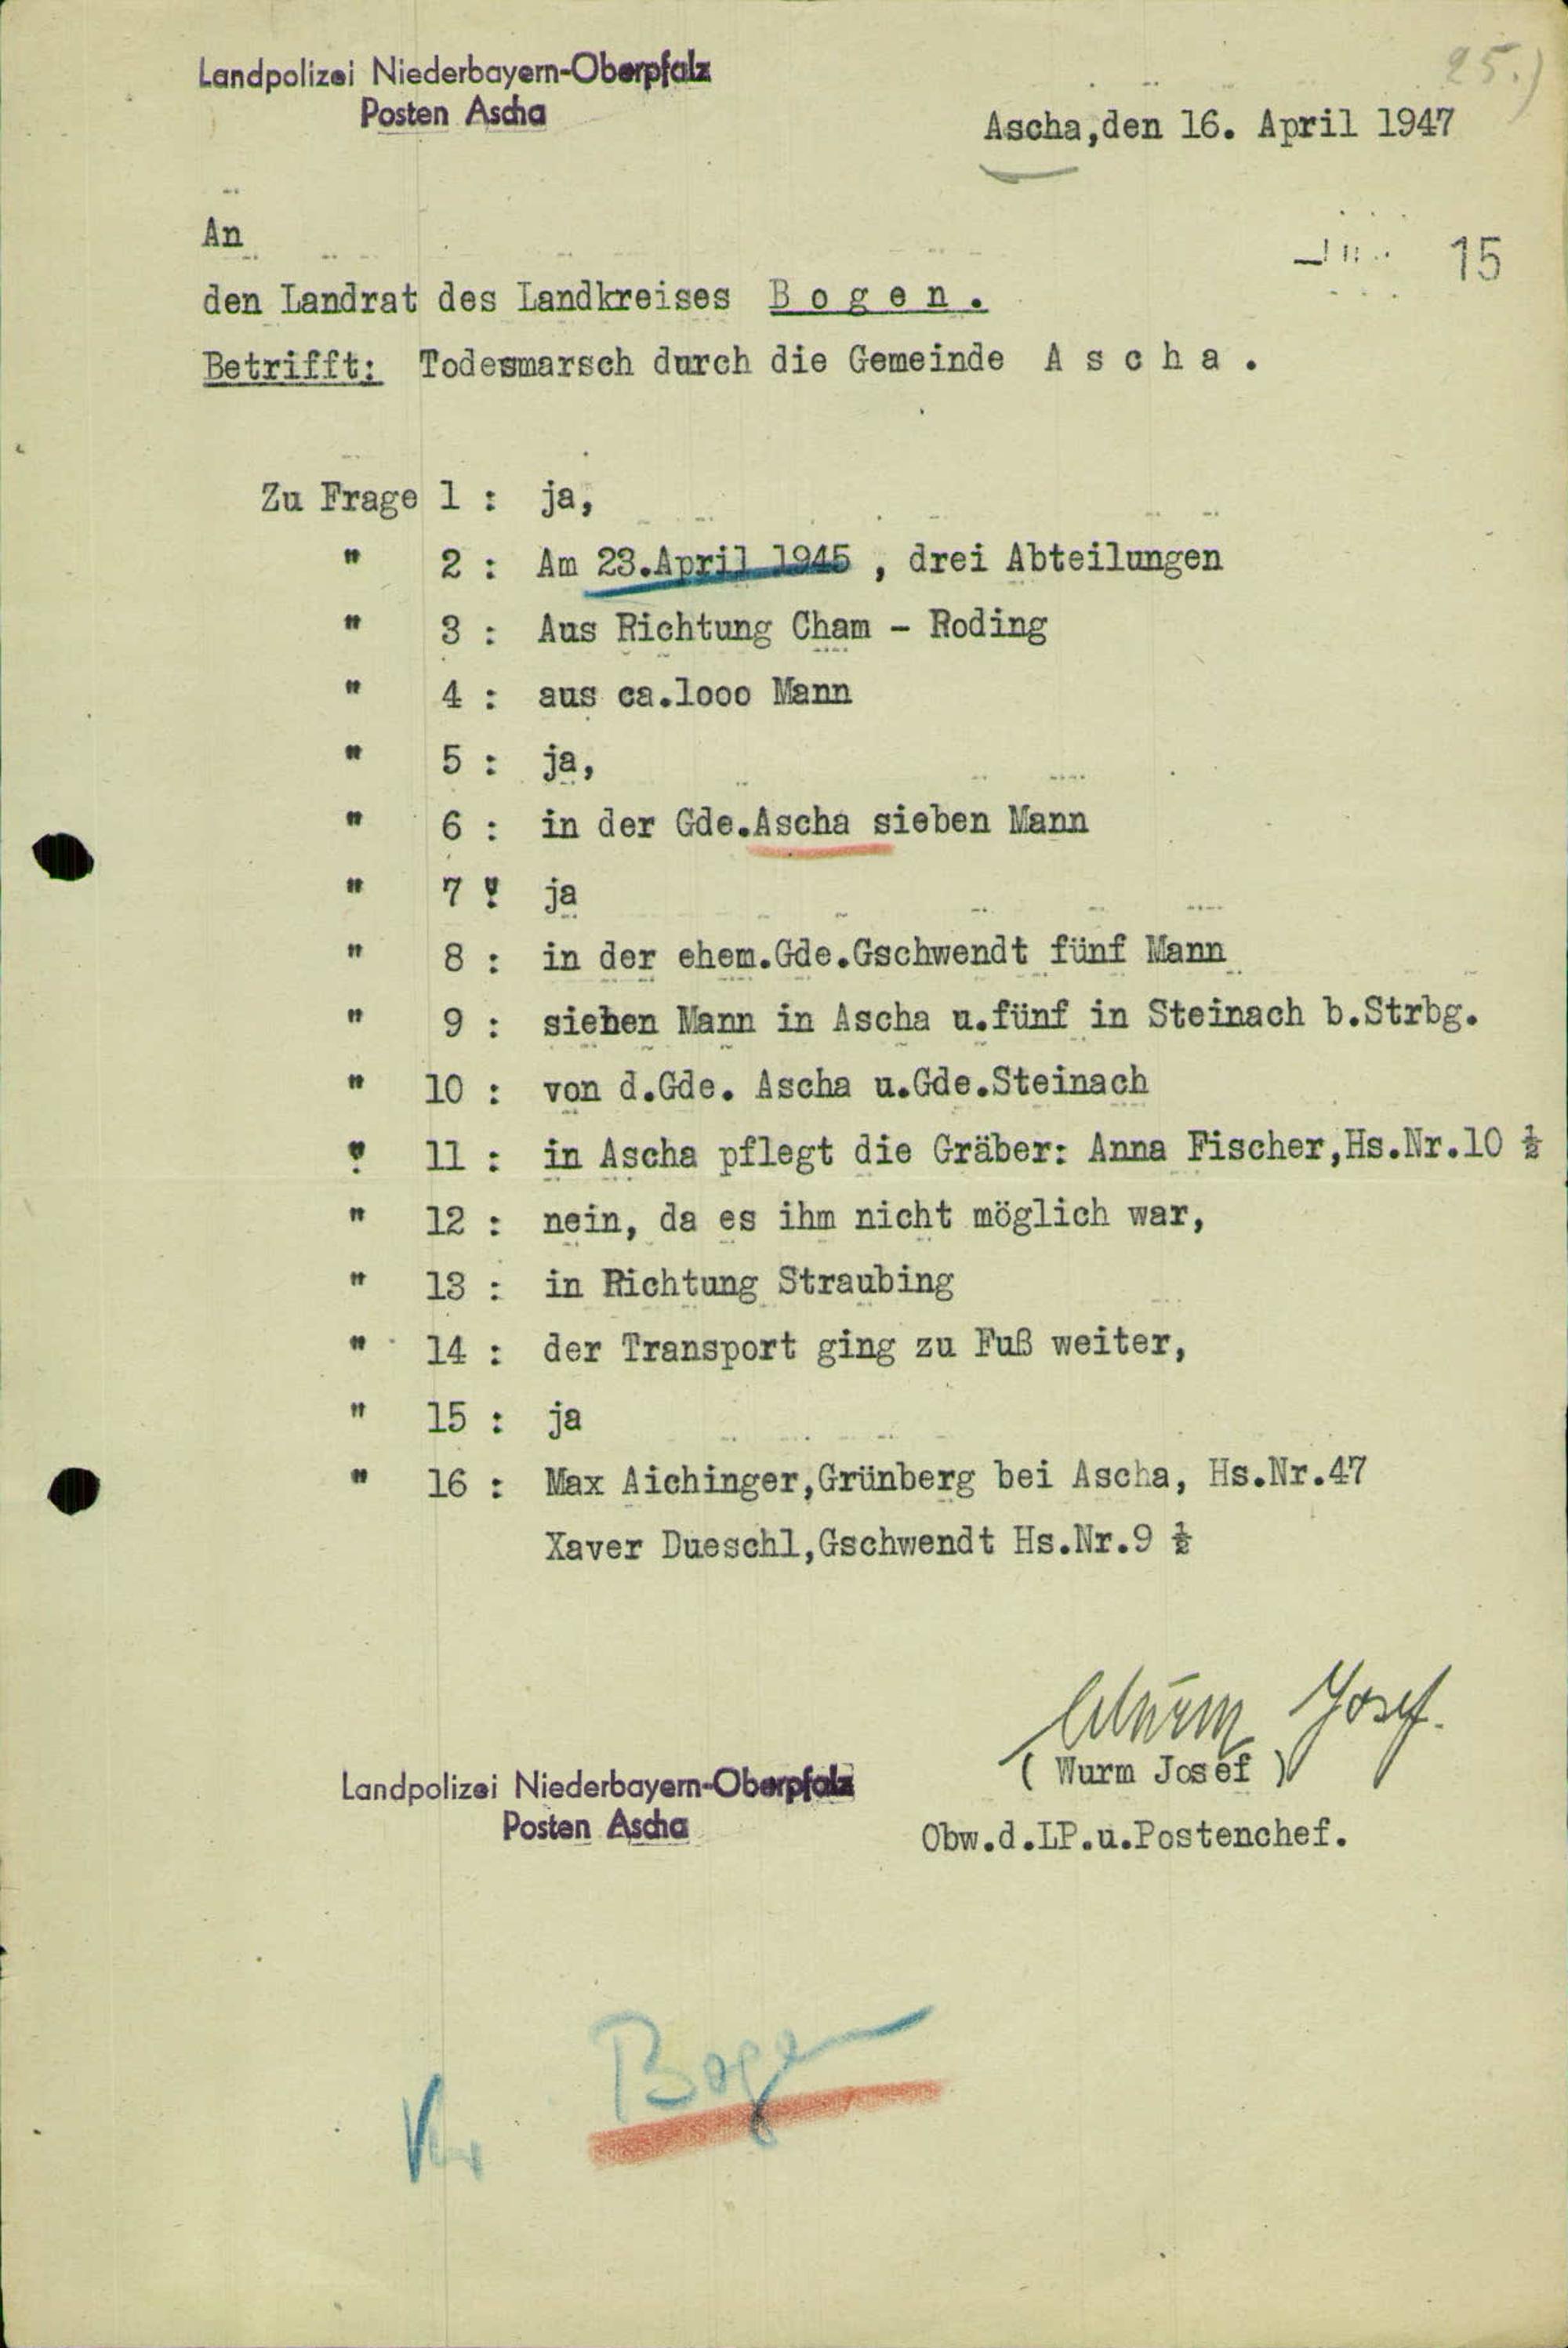 25.)
Landpolizei Niederbayern-Oberpfalz
Posten Ascha
Ascha,den 16. April 1947
An
15
den Landrat des Landkreises B o g e n .
Betrifft: Todesmarsch durch die Gemeinde A s c h a .
Zu Frage 1 : ja,
" 2 : Am 23.April 1945 , drei Abteilungen
" 3 : Aus Richtung Cham - Roding
" 4 : aus ca.1ooo Mann
" 5 : ja,
" 6 : in der Gde.Ascha sieben Mann
" 7 : ja
" 8 : in der ehem.Gde.Gschwendt fünf Mann
" 9 : sieben Mann in Ascha u.fünf in Steinach b.Strbg.
" 10 : von d.Gde. Ascha u.Gde.Steinach
" 11 : in Ascha pflegt die Gräber: Anna Fischer,Hs.Nr.10 ½
" 12 : nein, da es ihm nicht möglich war,
" 13 : in Richtung Straubing
" 14 : der Transport ging zu Fuß weiter,
" 15 : ja
" 16 : Max Aichinger,Grünberg bei Ascha, Hs.Nr.47
Xaver Dueschl,Gschwendt Hs.Nr.9 ½
Wurm Josef.
( Wurm Josef )
Landpolizei Niederbayern-Oberpfalz
Posten Ascha
Obw.d.LP.u.Postenchef.
Bogen